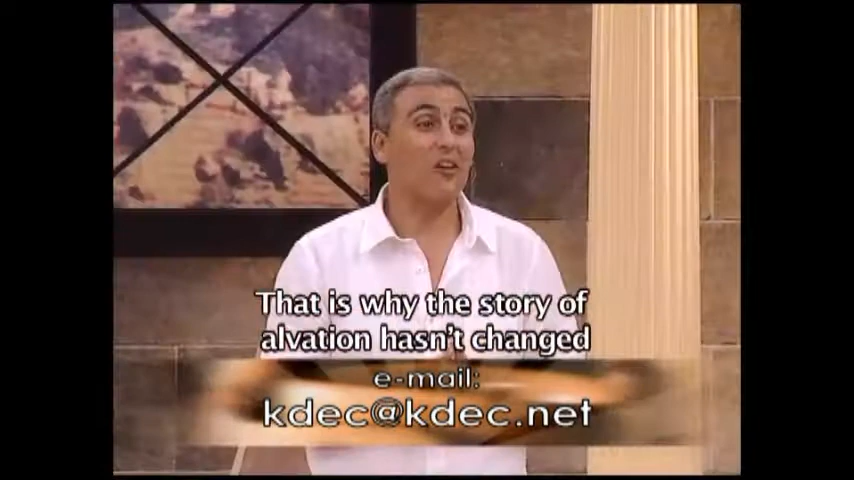 That is why the story of
alvation hasn't changed
e-mail:
kdec@kdec.net